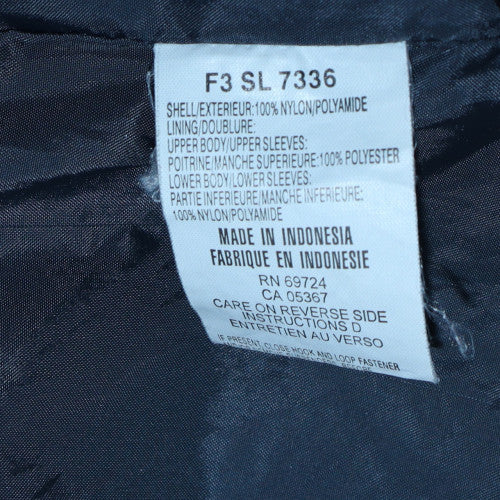 F3 SL 7336
SHELL/EXTERIEUR:100% NYLON/POLYAMIDE
LINING/DOUBLURE:
UPPER BODY/UPPER SLEEVES:
POITRINE/MANCHE SUPERIEURE:100% POLYESTER
LOWER BODY/LOWER SLEEVES:
PARTIE INFERIEURE/MANCHE INFERIEURE:
100% NYLON/POLYAMIDE
MADE IN INDONESIA
FABRIQUE EN INDONESIE
RN 69724
CA 05367
CARE ON REVERSE SIDE
INSTRUCTIONS D
ENTRETIEN AU VERSO
IF PRESENT, CLOSE HOOK AND LOOP FASTENER